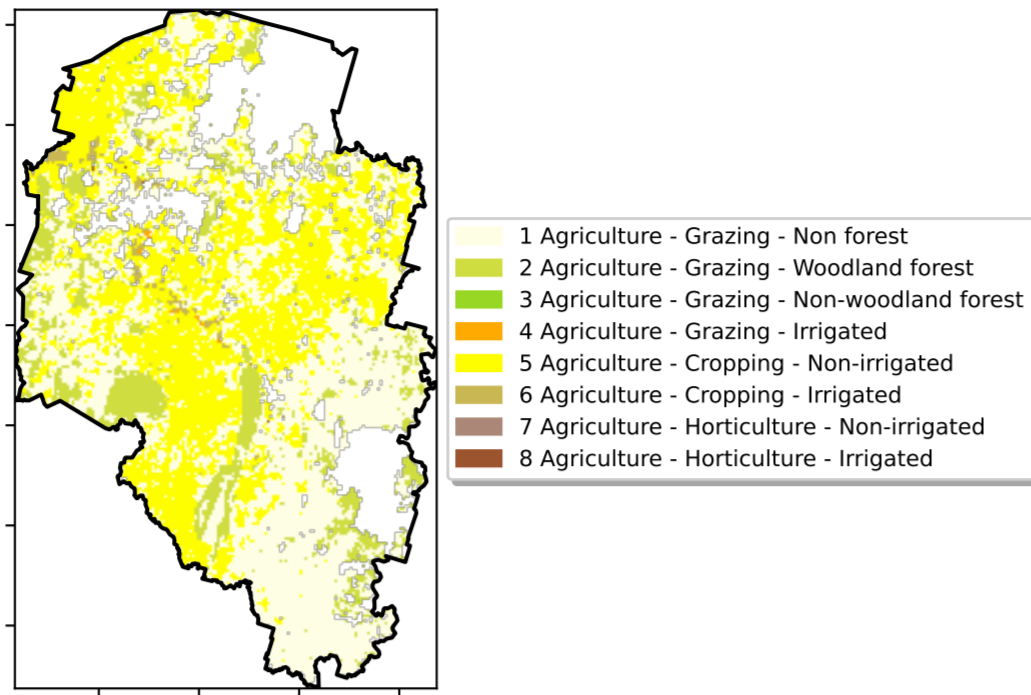 1 Agriculture - Grazing - Non forest
2 Agriculture - Grazing - Woodland forest
3 Agriculture - Grazing - Non-woodland forest
4 Agriculture - Grazing - Irrigated
5 Agriculture - Cropping - Non-irrigated
6 Agriculture - Cropping - Irrigated
7 Agriculture - Horticulture - Non-irrigated
8 Agriculture - Horticulture - Irrigated